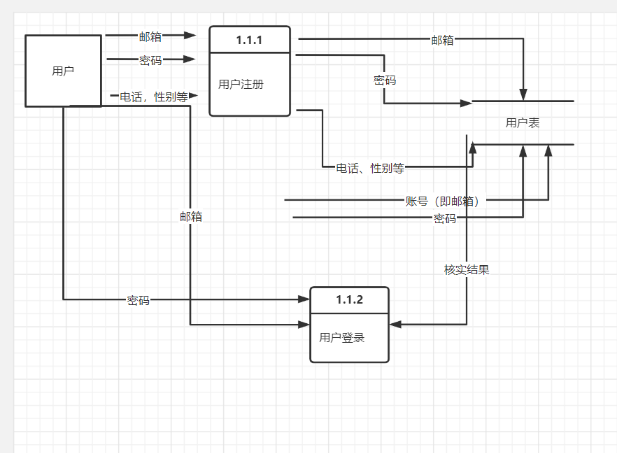 邮箱
1.1.1
邮箱
用户
密码
用户注册
密码
电话，性别等
用户表
电话、性别等
账号（即邮箱）
邮箱
密码
核实结果
密码
1.1.2
用户登录